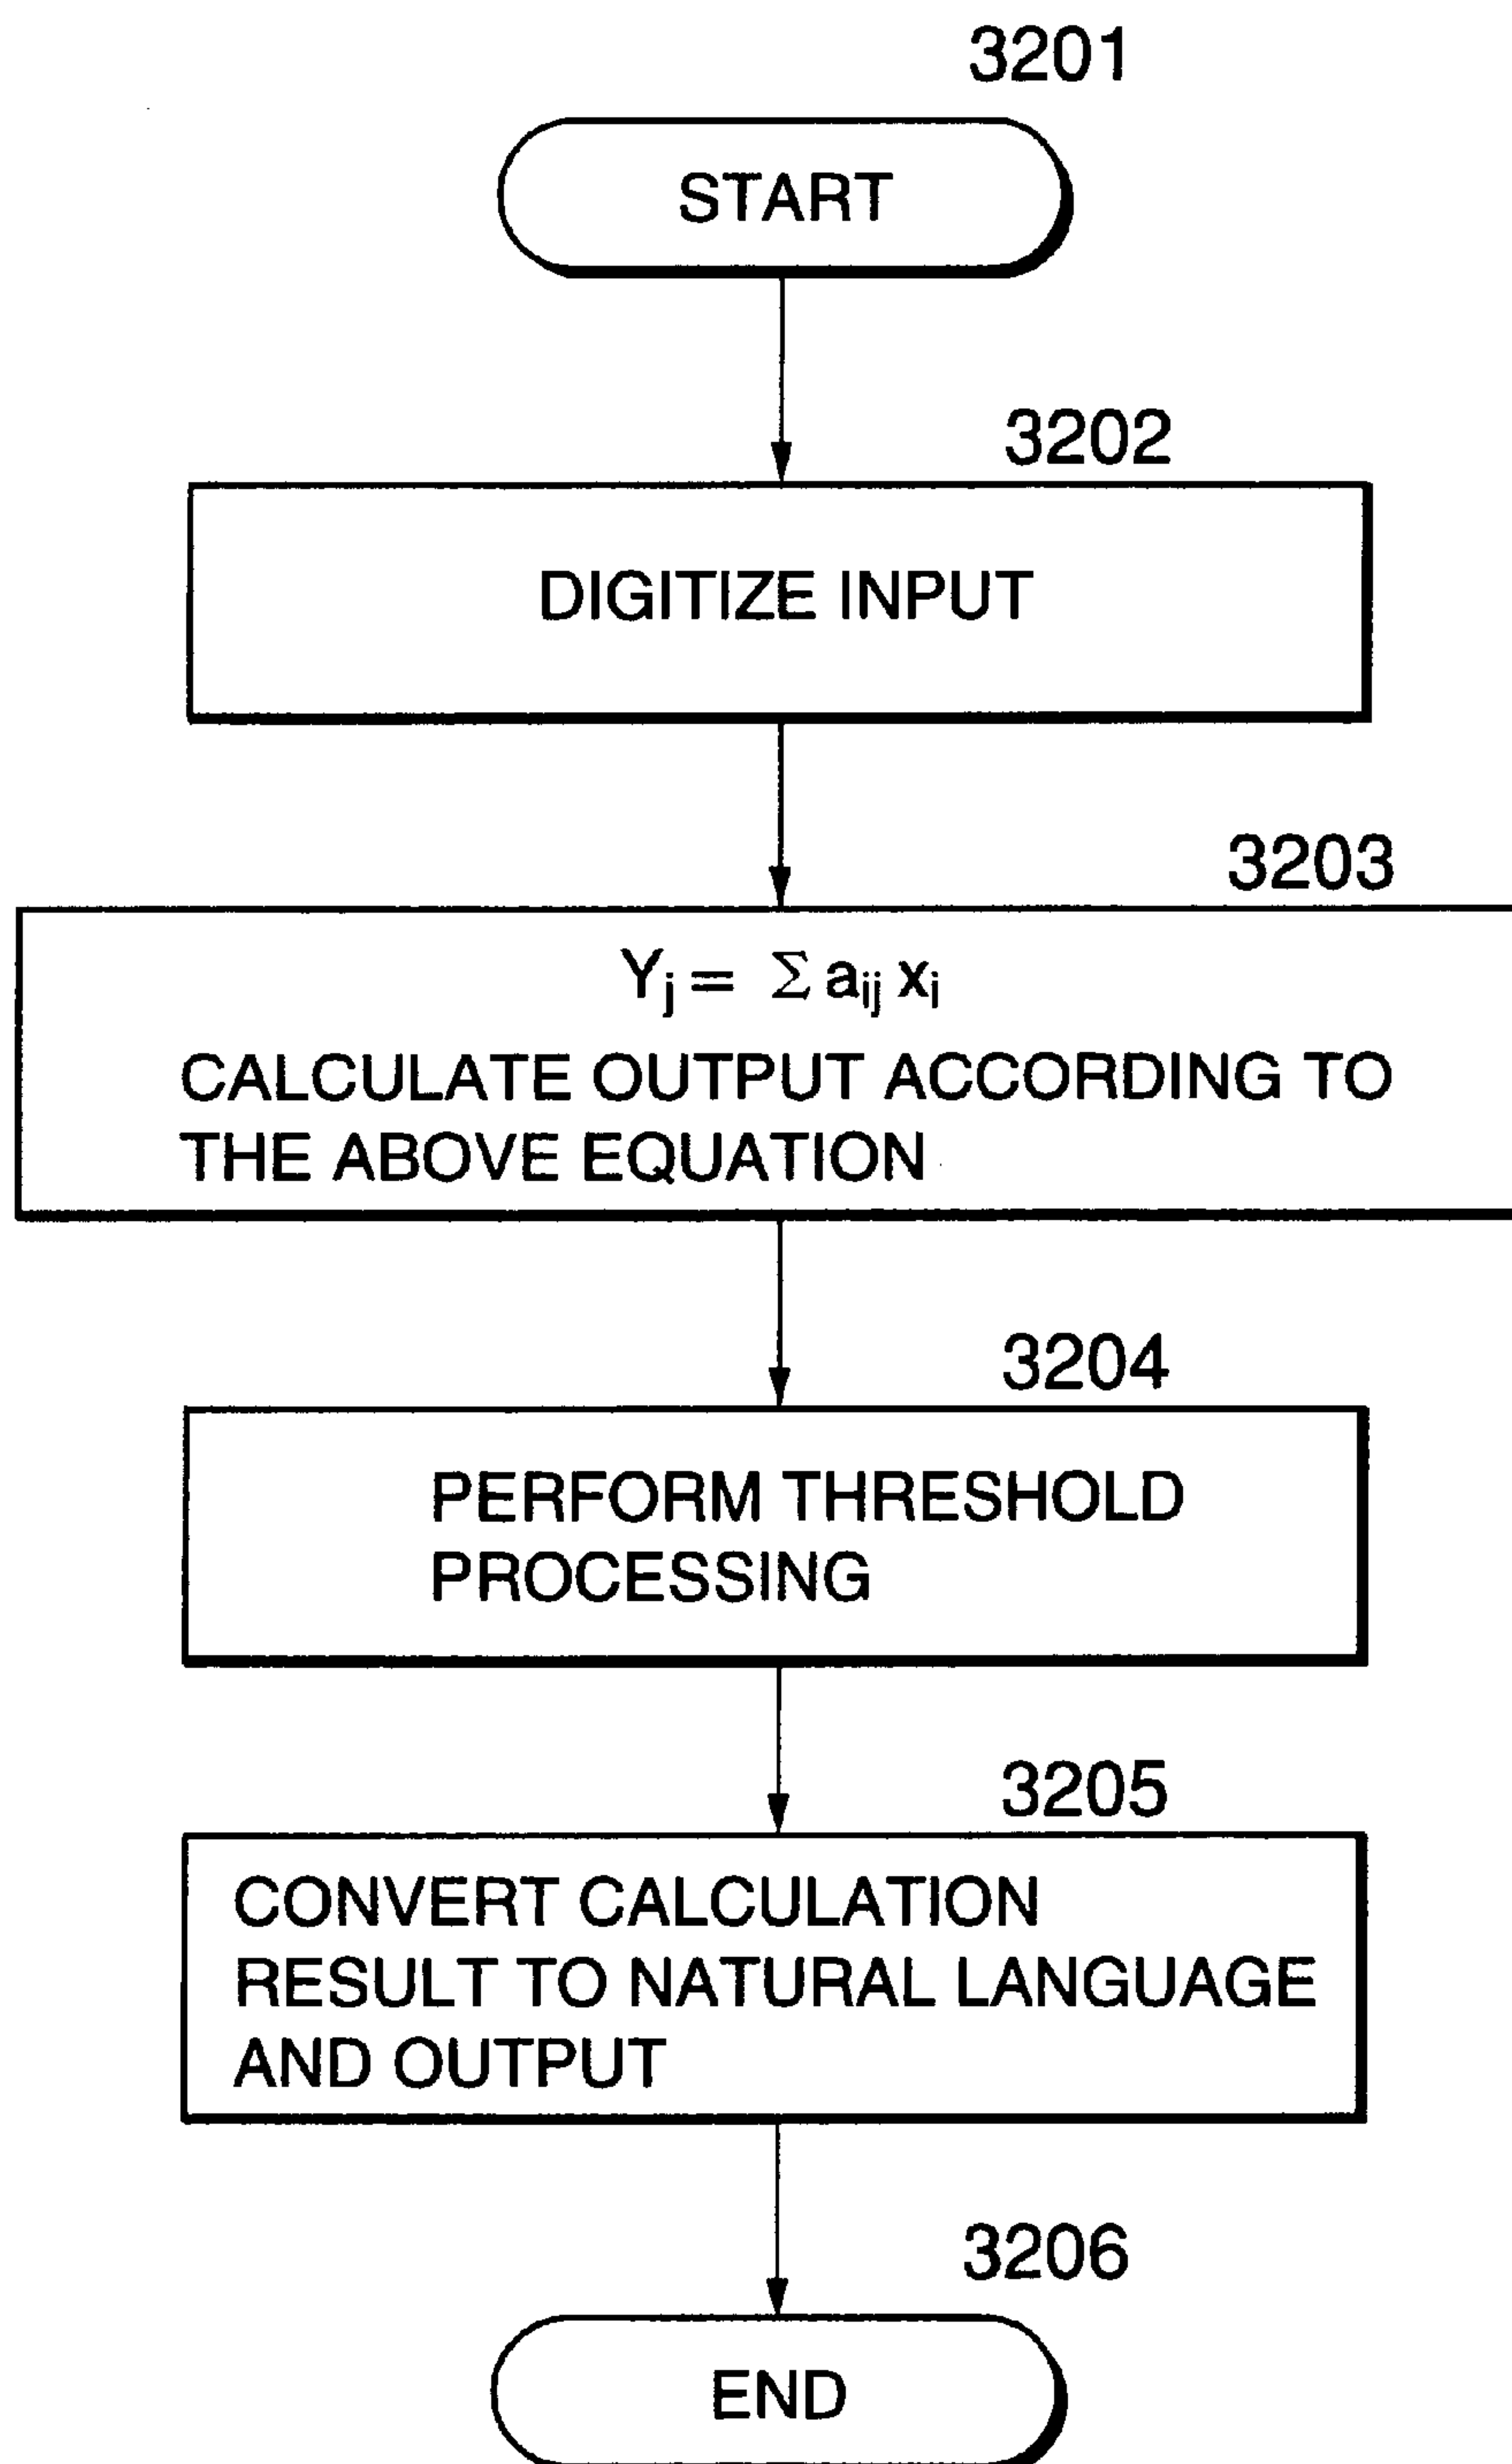 3201
START
3202
DIGITIZE INPUT
3203
Yj = Σ aij xi
CALCULATE OUTPUT ACCORDING TO
THE ABOVE EQUATION
3204
PERFORM THRESHOLD
PROCESSING
3205
CONVERT CALCULATION
RESULT TO NATURAL LANGUAGE
AND OUTPUT
3206
END